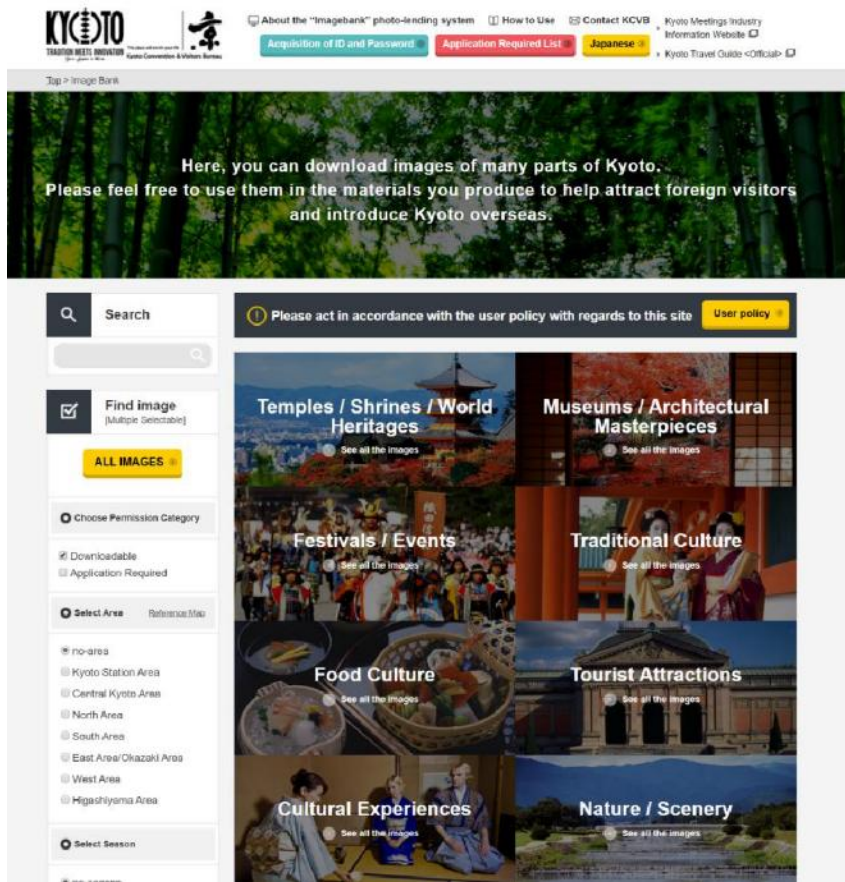 KYOTO
TRADITION MEETS INNOVATION
京
Kyoto Convention & Visitors Bureau
About the "Imagebank" photo-lending system
How to Use
Contact KCVB
Acquisition of ID and Password
Application Required List
Japanese
Kyoto Meetings Industry
Information Website
Kyoto Travel Guide <Official>
Top > Image Bank
Here, you can download images of many parts of Kyoto.
Please feel free to use them in the materials you produce to help attract foreign visitors
and introduce Kyoto overseas.
Search
Please act in accordance with the user policy with regards to this site
User policy
Find image
[Multiple Selectable]
ALL IMAGES
Choose Permission Category
Downloadable
Application Required
Select Area
Reference Map
no-area
Kyoto Station Area
Central Kyoto Area
North Area
South Area
East Area/Okazaki Area
West Area
Higashiyama Area
Select Season
Temples / Shrines / World
Heritages
See all the images
Museums / Architectural
Masterpieces
See all the images
Festivals / Events
See all the images
Traditional Culture
See all the images
Food Culture
See all the images
Tourist Attractions
See all the images
Cultural Experiences
See all the images
Nature / Scenery
See all the images